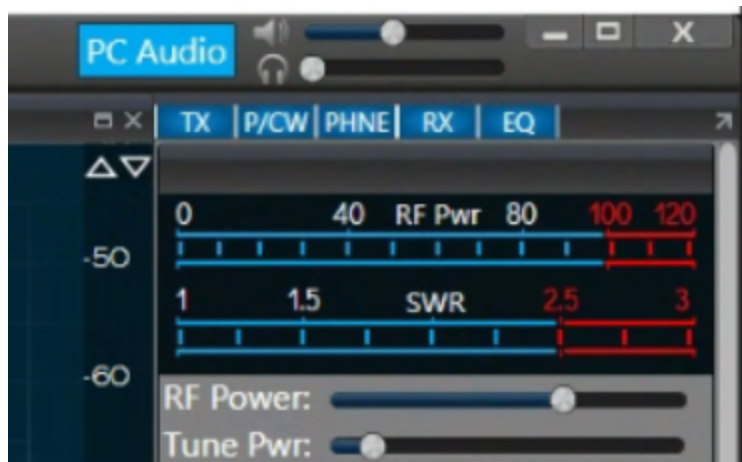 PC Audio
X
TX P/CW PHNE RX EQ
0 40 RF Pwr 80 100 120
-50
1 1.5 SWR 2.5 3
-60
RF Power:
Tune Pwr: